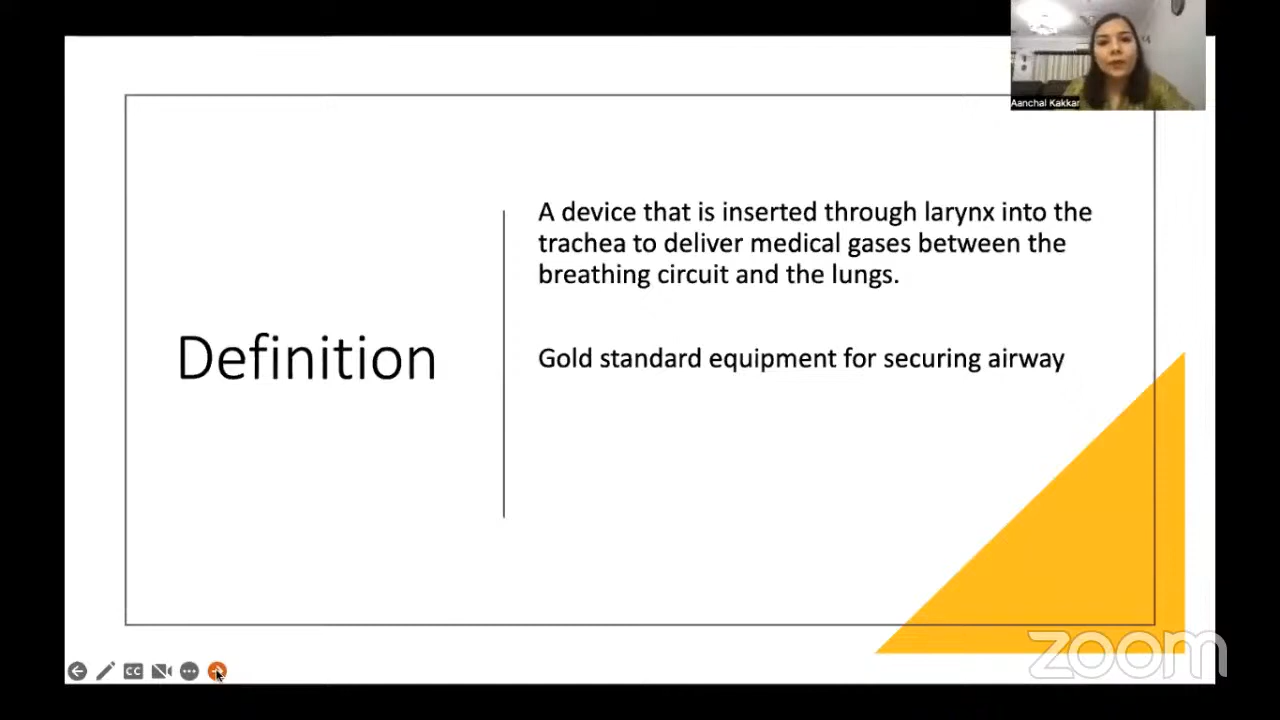 Aanchal Kakkar
A device that is inserted through larynx into the
trachea to deliver medical gases between the
breathing circuit and the lungs.
Definition
Gold standard equipment for securing airway
zoom
CC